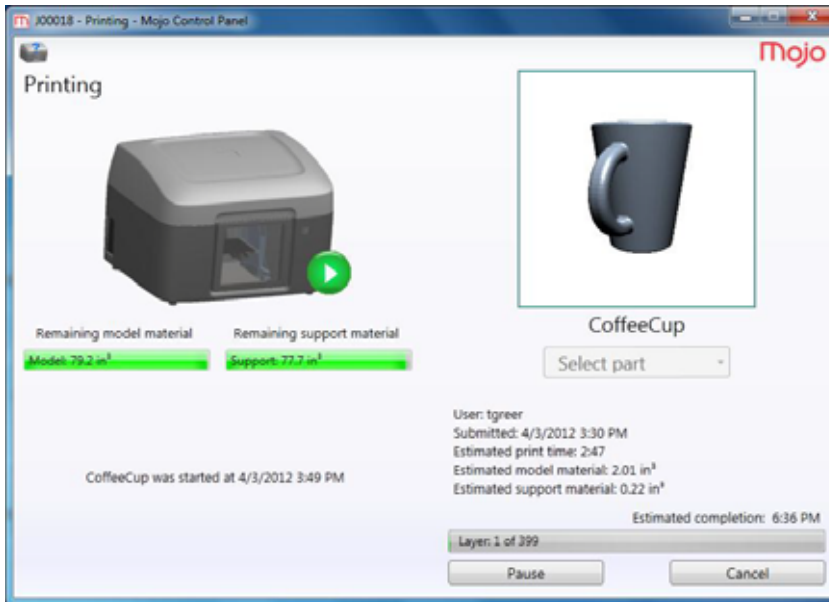 J00018 - Printing - Mojo Control Panel
mojo
Printing
Remaining model material
Remaining support material
Model: 79.2 in³
Support: 77.7 in³
CoffeeCup was started at 4/3/2012 3:49 PM
CoffeeCup
Select part
User: tgreer
Submitted: 4/3/2012 3:30 PM
Estimated print time: 2:47
Estimated model material: 2.01 in³
Estimated support material: 0.22 in³
Estimated completion: 6:36 PM
Layer: 1 of 399
Pause
Cancel